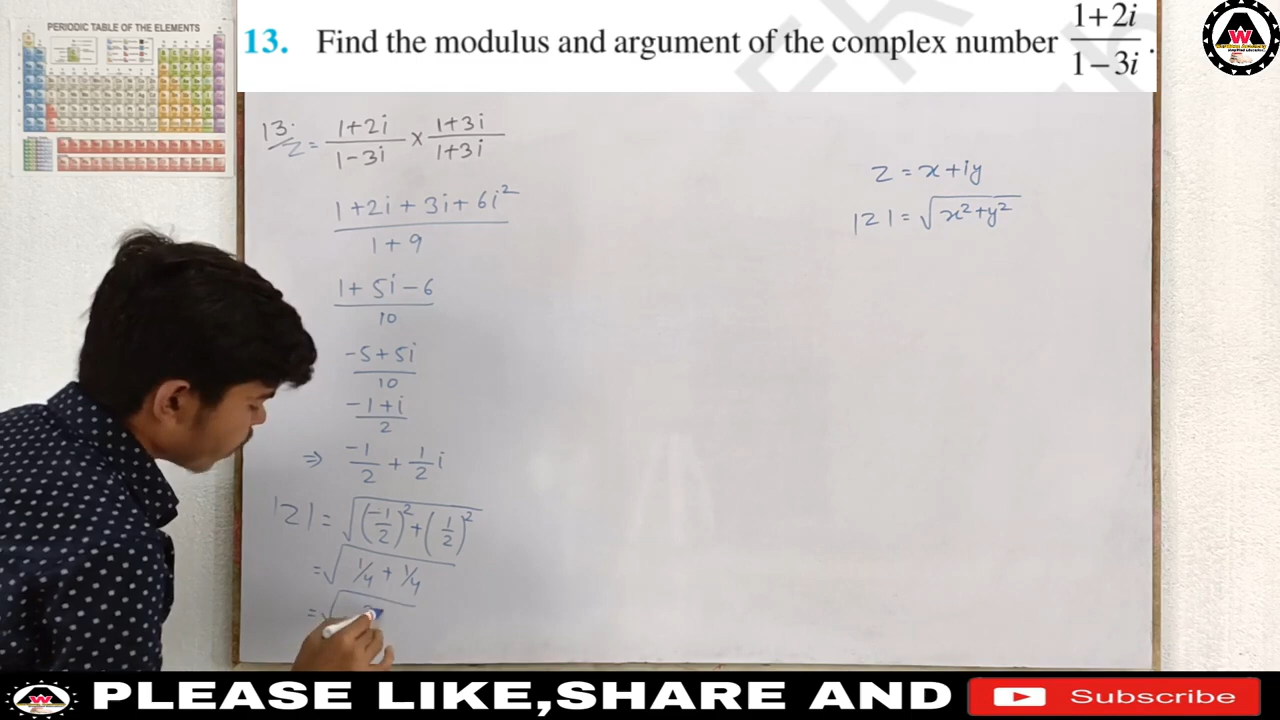 PERIODIC TABLE OF THE ELEMENTS
13. Find the modulus and argument of the complex number (1+2i)/(1−3i).
13. z = (1+2i)/(1-3i) × (1+3i)/(1+3i)
(1+2i+3i+6i²)/(1+9)
(1+5i-6)/10
(-5+5i)/10
(-1+i)/2
⇒ -1/2 + 1/2 i
|z| = √((-1/2)² + (1/2)²)
= √(1/4 + 1/4)
= √
z = x+iy
|z| = √(x²+y²)
PLEASE LIKE,SHARE AND Subscribe